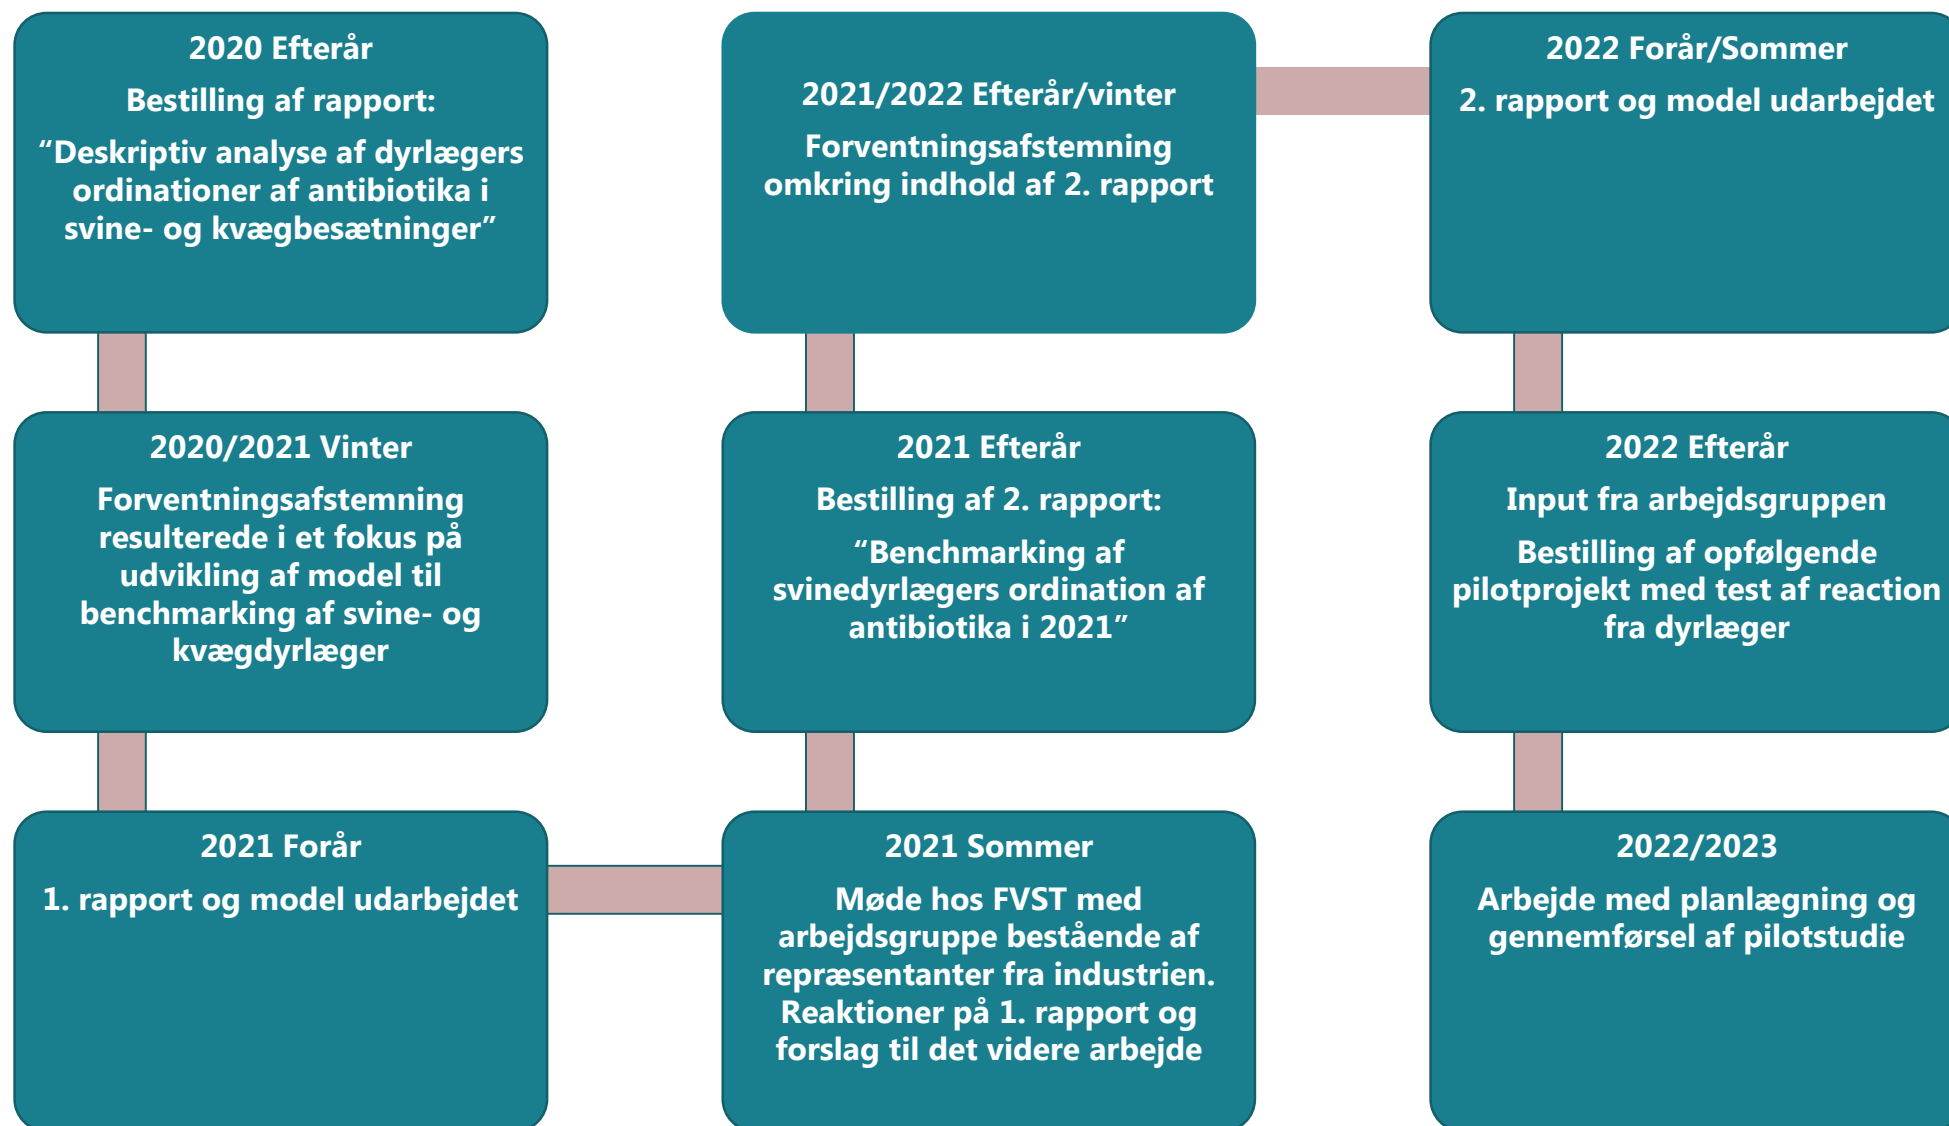 2020 Efterår
Bestilling af rapport:
“Deskriptiv analyse af dyrlægers
ordinationer af antibiotika i
svine- og kvægbesætninger”
2020/2021 Vinter
Forventningsafstemning
resulterede i et fokus på
udvikling af model til
benchmarking af svine- og
kvægdyrlæger
2021 Forår
1. rapport og model udarbejdet
2021 Sommer
Møde hos FVST med
arbejdsgruppe bestående af
repræsentanter fra industrien.
Reaktioner på 1. rapport og
forslag til det videre arbejde
2021 Efterår
Bestilling af 2. rapport:
“Benchmarking af
svinedyrlægers ordination af
antibiotika i 2021”
2021/2022 Efterår/vinter
Forventningsafstemning
omkring indhold af 2. rapport
2022 Forår/Sommer
2. rapport og model udarbejdet
2022 Efterår
Input fra arbejdsgruppen
Bestilling af opfølgende
pilotprojekt med test af reaction
fra dyrlæger
2022/2023
Arbejde med planlægning og
gennemførsel af pilotstudie